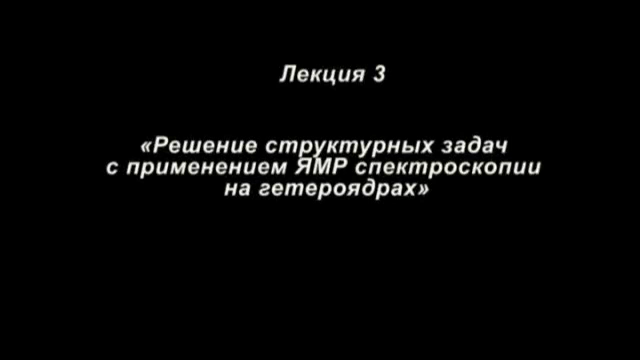 Лекция 3
«Решение структурных задач
с применением ЯМР спектроскопии
на гетероядрах»